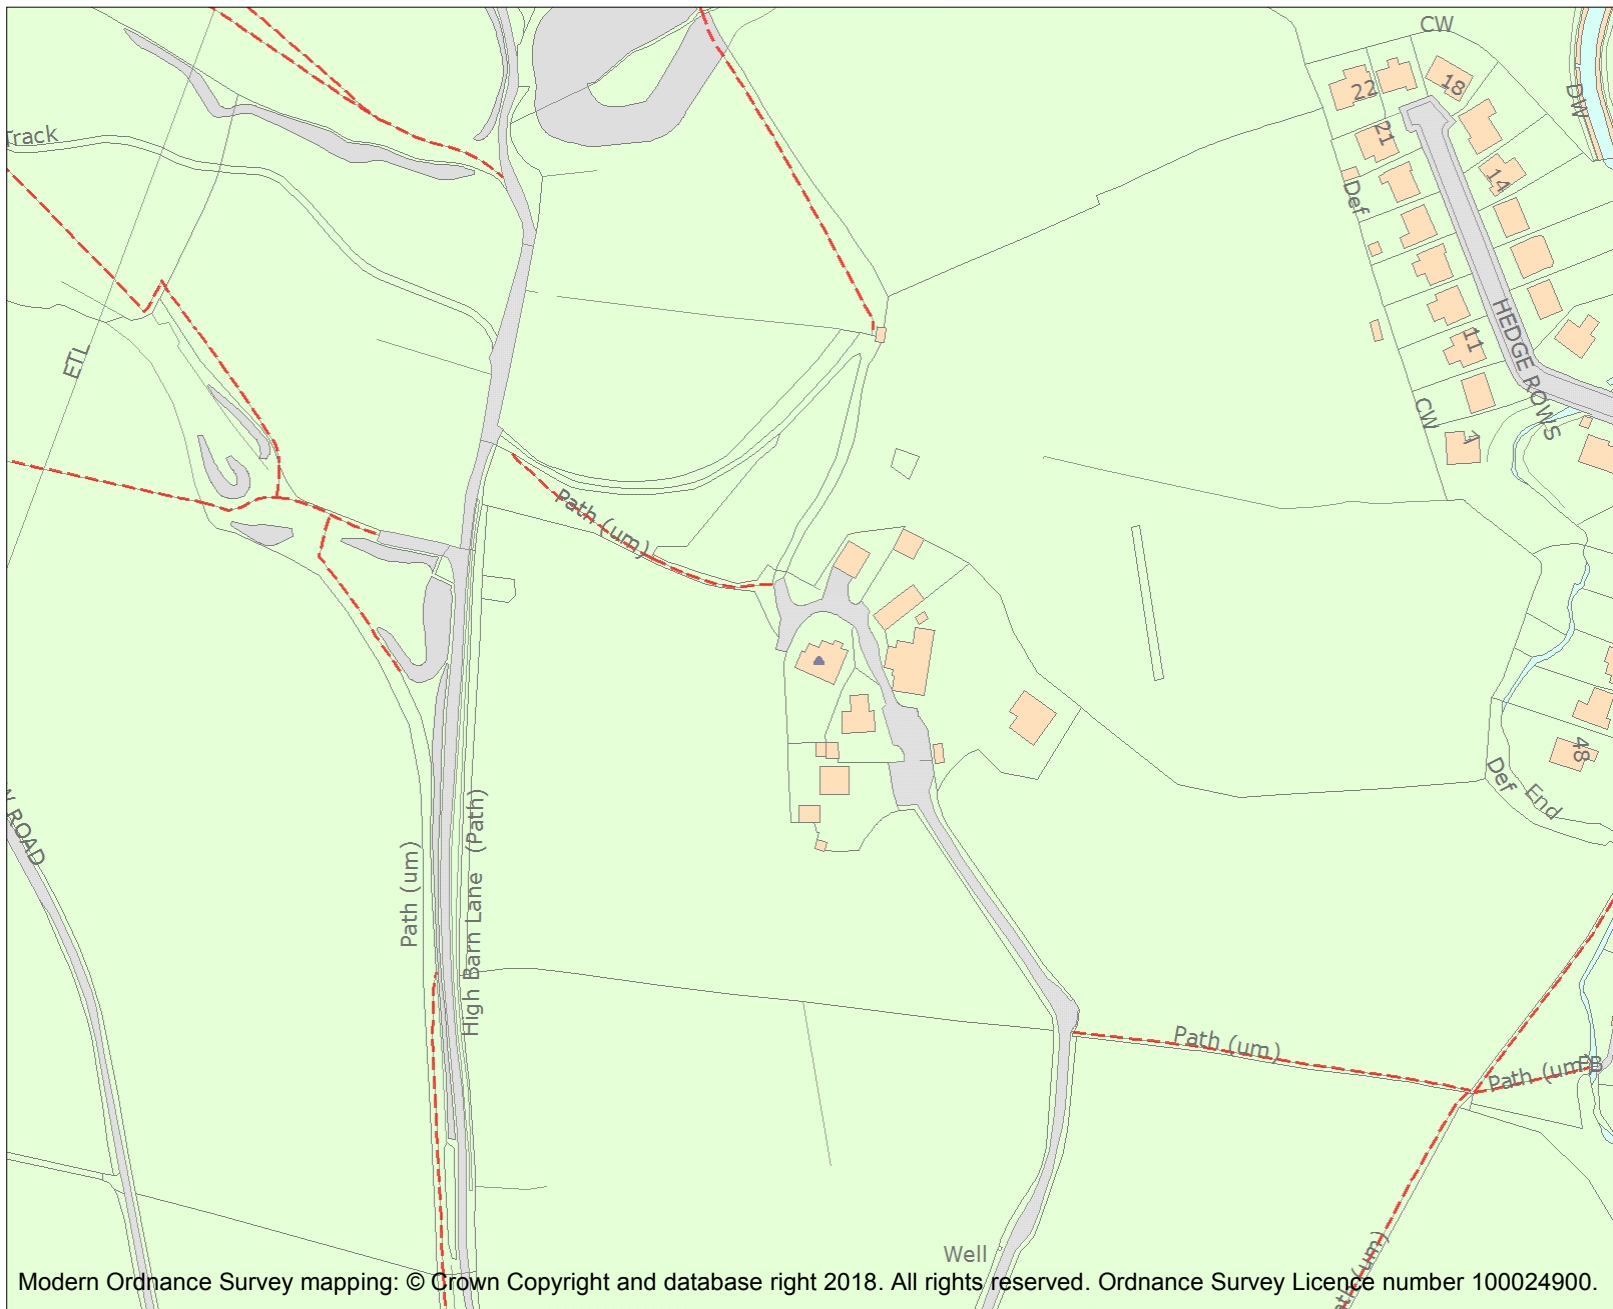 CW
22
18
DW
21
Track
14
Def
HEDGE ROWS
11
ETL
CW
1
Path (um)
48
Def
End
ROAD
Path (um)
High Barn Lane (Path)
Path (um)
Path (um)
FB
Well
Path (um)
Modern Ordnance Survey mapping: © Crown Copyright and database right 2018. All rights reserved. Ordnance Survey Licence number 100024900.